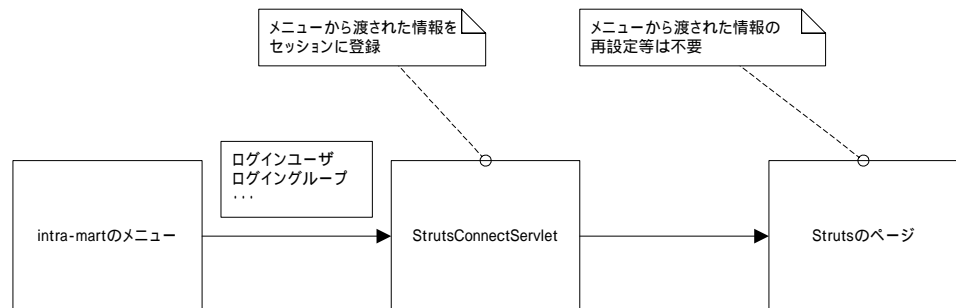 メニューから渡された情報を
セッションに登録
メニューから渡された情報の
再設定等は不要
ログインユーザ
ログイングループ
･･･
intra-martのメニュー
StrutsConnectServlet
Strutsのページ